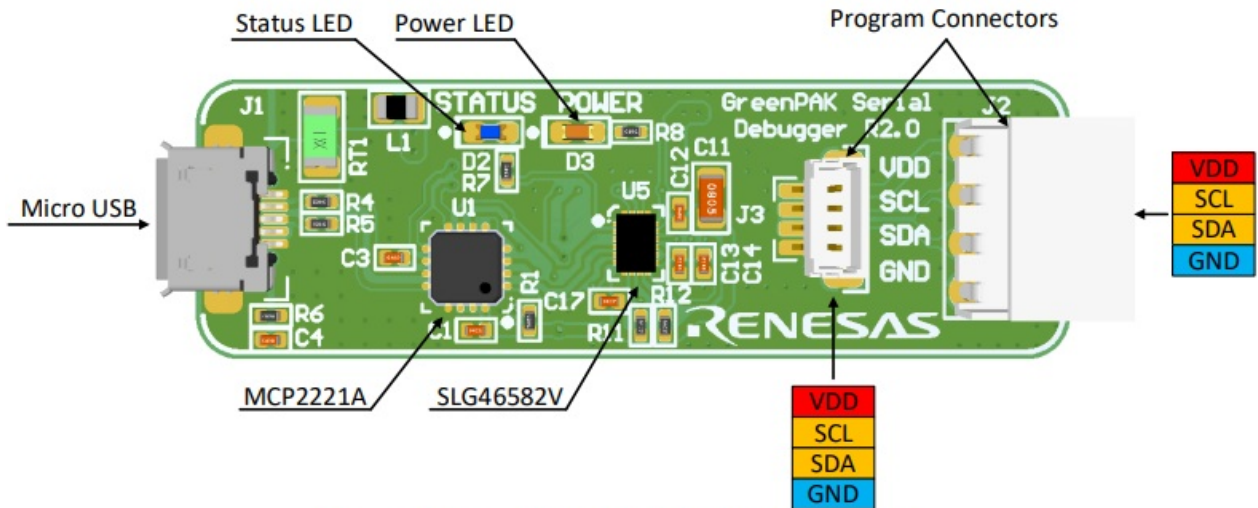 Status LED
Power LED
Program Connectors
J1
STATUS
POWER
GreenPAK Serial
J2
Debugger R2.0
L1
RT1
D2
D3
R8
C12
C11
R7
VDD
U1
U5
0805
Micro USB
R4
SCL
R5
J3
SDA
C3
C13
C14
GND
R1
C17
R12
R6
C4
C1
R11
RENESAS
MCP2221A
SLG46582V
VDD
SCL
SDA
GND
VDD
SCL
SDA
GND